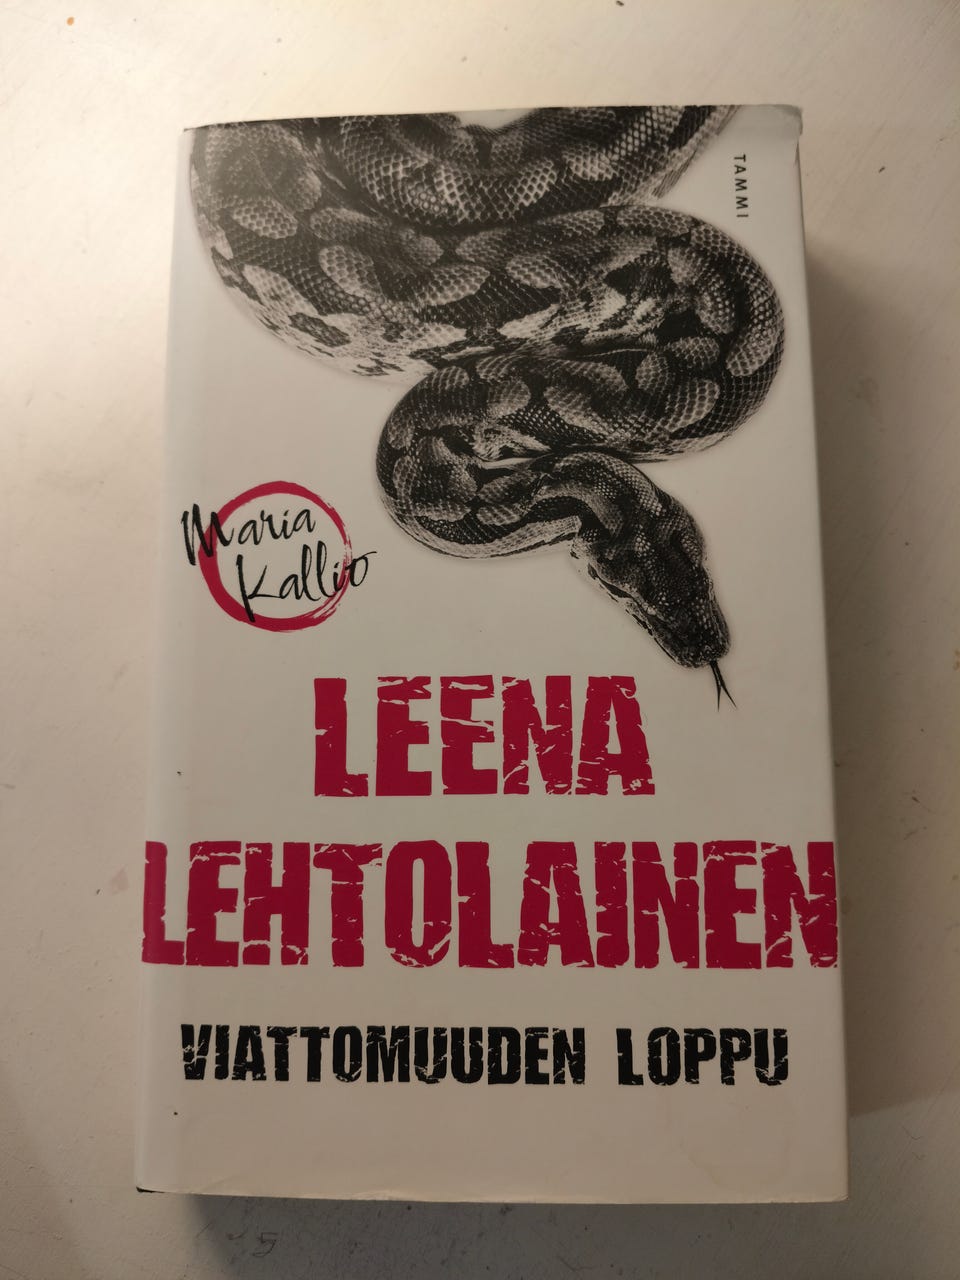 TAMMI
Maria
Kallio
LEENA
LEHTOLAINEN
VIATTOMUUDEN LOPPU